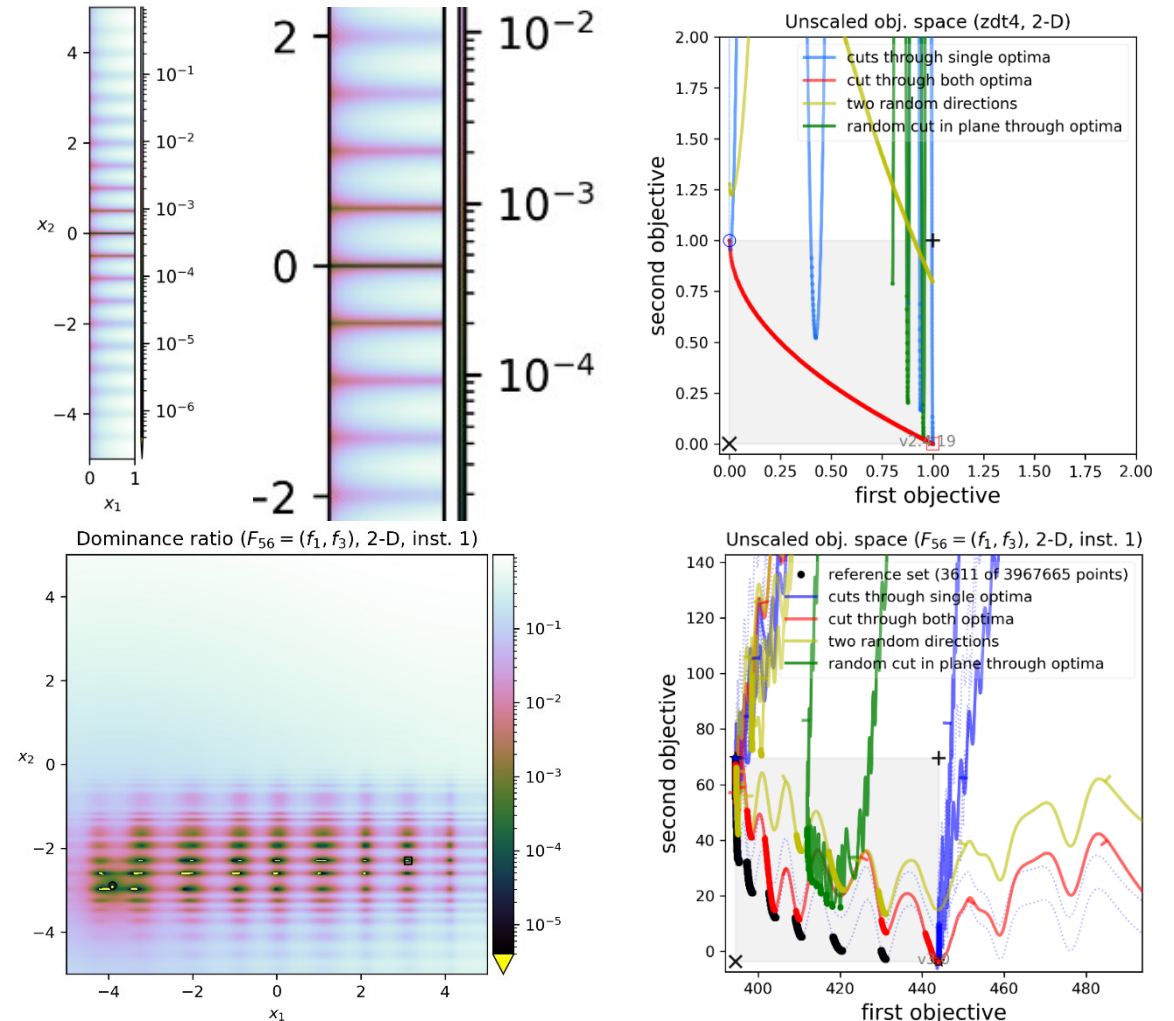 4
2
0
−2
−4
x₂
0
1
x₁
10⁻¹
10⁻²
10⁻³
10⁻⁴
10⁻⁵
10⁻⁶
2
0
-2
10⁻²
10⁻³
10⁻⁴
Unscaled obj. space (zdt4, 2-D)
cuts through single optima
cut through both optima
two random directions
random cut in plane through optima
2.00
1.75
1.50
1.25
1.00
0.75
0.50
0.25
0.00
second objective
0.00 0.25 0.50 0.75 1.00 1.25 1.50 1.75 2.00
first objective
Dominance ratio (F₅₆ = (f₁, f₃), 2-D, inst. 1)
4
2
0
−2
−4
x₂
−4 −2 0 2 4
x₁
10⁻¹
10⁻²
10⁻³
10⁻⁴
10⁻⁵
Unscaled obj. space (F₅₆ = (f₁, f₃), 2-D, inst. 1)
reference set (3611 of 3967665 points)
cuts through single optima
cut through both optima
two random directions
random cut in plane through optima
140
120
100
80
60
40
20
0
second objective
400 420 440 460 480
first objective